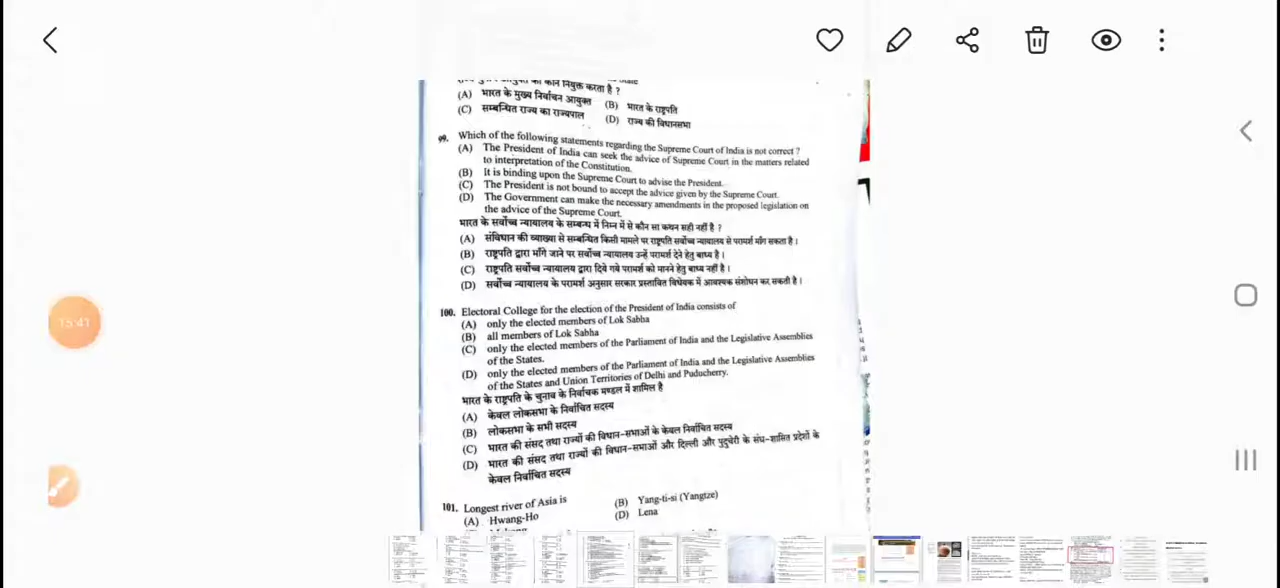 15:41
(A) भारत के मुख्य निर्वाचन आयुक्त (B) भारत के राष्ट्रपति
(C) सम्बन्धित राज्य का राज्यपाल (D) राज्य की विधानसभा
99. Which of the following statements regarding the Supreme Court of India is not correct ?
(A) The President of India can seek the advice of Supreme Court in the matters related
to interpretation of the Constitution.
(B) It is binding upon the Supreme Court to advise the President.
(C) The President is not bound to accept the advice given by the Supreme Court.
(D) The Government can make the necessary amendments in the proposed legislation on
the advice of the Supreme Court.
भारत के सर्वोच्च न्यायालय के सम्बन्ध में निम्न में से कौन सा कथन सही नहीं है ?
(A) संविधान की व्याख्या से सम्बन्धित किसी मामले पर राष्ट्रपति सर्वोच्च न्यायालय से परामर्श माँग सकता है ।
(B) राष्ट्रपति द्वारा माँगे जाने पर सर्वोच्च न्यायालय उन्हें परामर्श देने हेतु बाध्य है ।
(C) राष्ट्रपति सर्वोच्च न्यायालय द्वारा दिये गये परामर्श को मानने हेतु बाध्य नहीं है ।
(D) सर्वोच्च न्यायालय के परामर्श अनुसार सरकार प्रस्तावित विधेयक में आवश्यक संशोधन कर सकती है ।
100. Electoral College for the election of the President of India consists of
(A) only the elected members of Lok Sabha
(B) all members of Lok Sabha
(C) only the elected members of the Parliament of India and the Legislative Assemblies
of the States.
(D) only the elected members of the Parliament of India and the Legislative Assemblies
of the States and Union Territories of Delhi and Puducherry.
भारत के राष्ट्रपति के चुनाव के निर्वाचक मण्डल में शामिल है
(A) केवल लोकसभा के निर्वाचित सदस्य
(B) लोकसभा के सभी सदस्य
(C) भारत की संसद तथा राज्यों की विधान-सभाओं के केवल निर्वाचित सदस्य
(D) भारत की संसद तथा राज्यों की विधान-सभाओं और दिल्ली और पुदुचेरी के संघ-शासित प्रदेशों के
केवल निर्वाचित सदस्य
101. Longest river of Asia is
(A) Hwang-Ho (B) Yang-ti-si (Yangtze)
(D) Lena